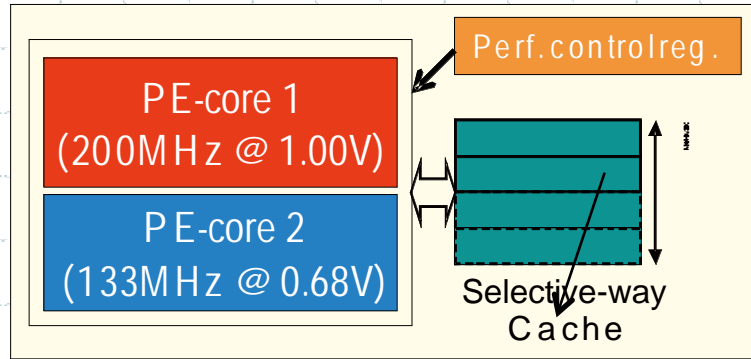 Perf.controlreg.
PE-core 1
(200MHz @ 1.00V)
PE-core 2
(133MHz @ 0.68V)
Selective-way
Cache